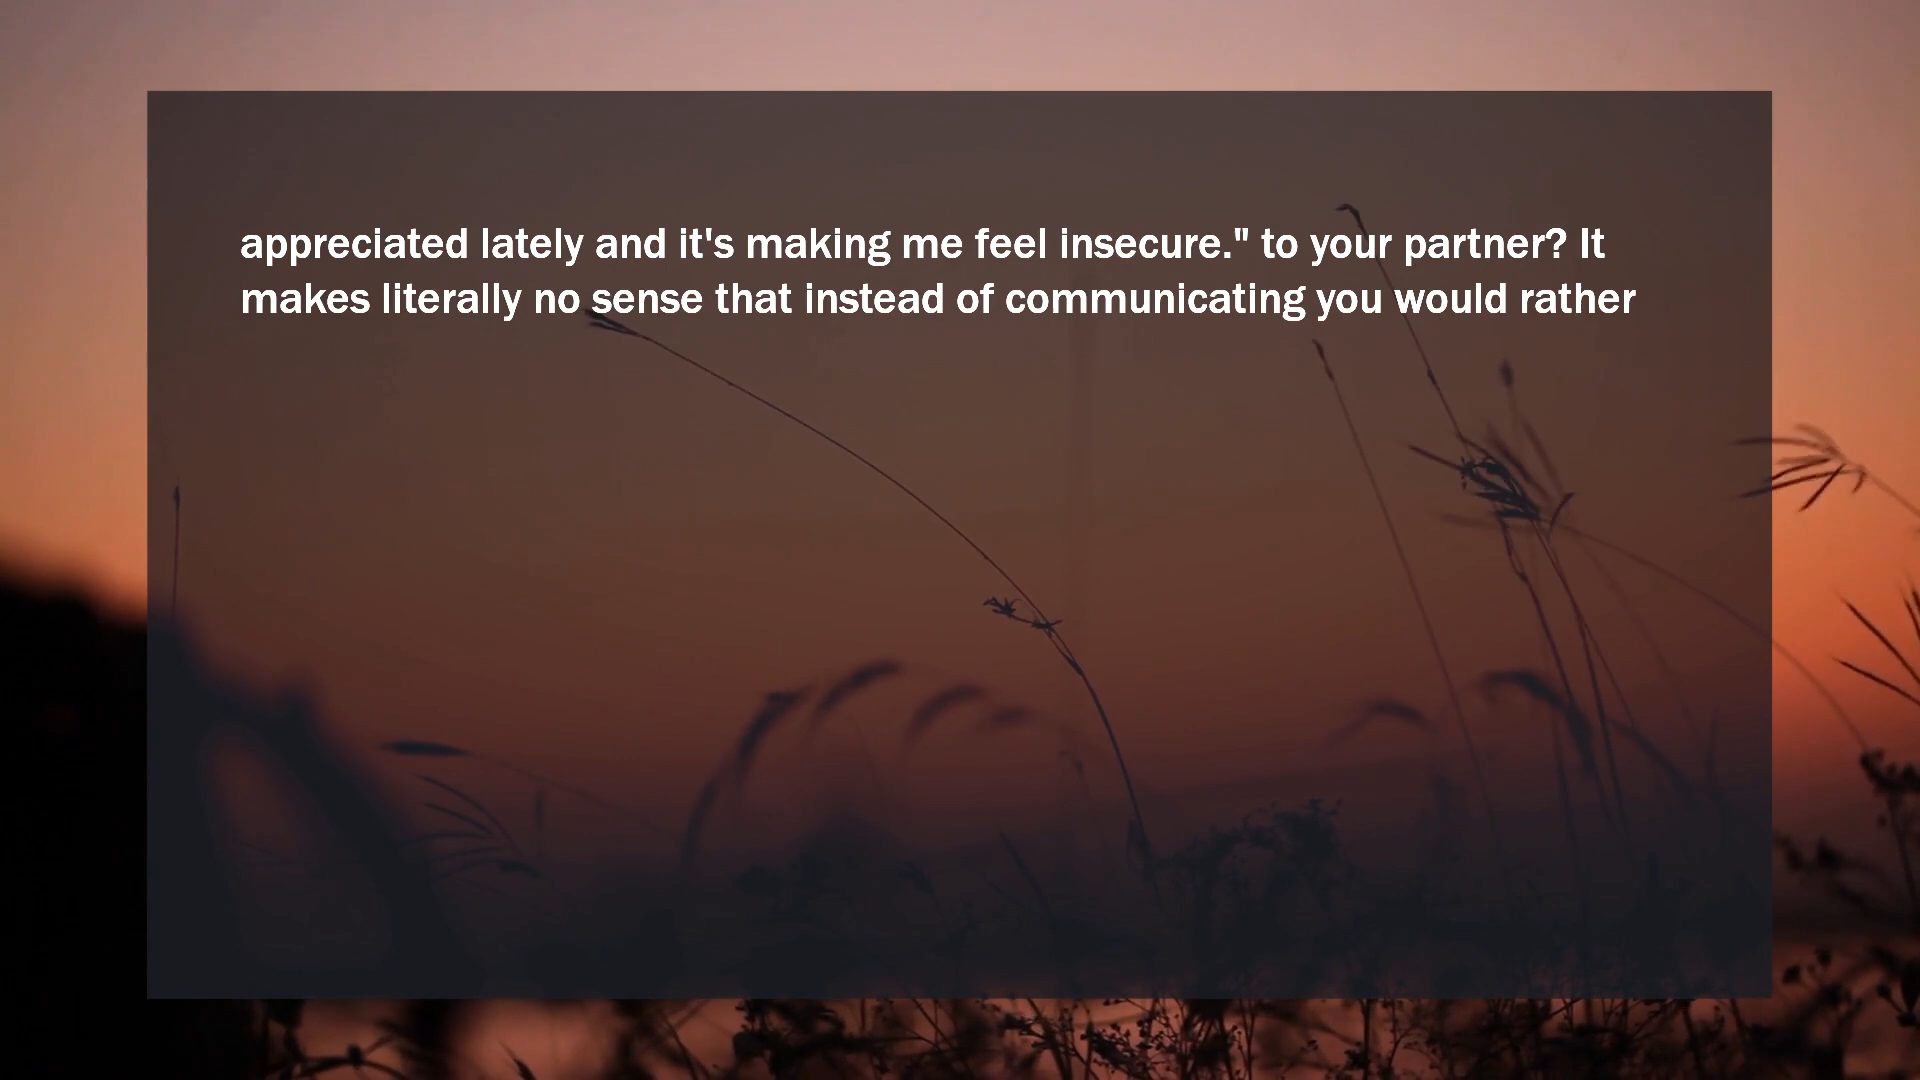 appreciated lately and it's making me feel insecure." to your partner? It
makes literally no sense that instead of communicating you would rather